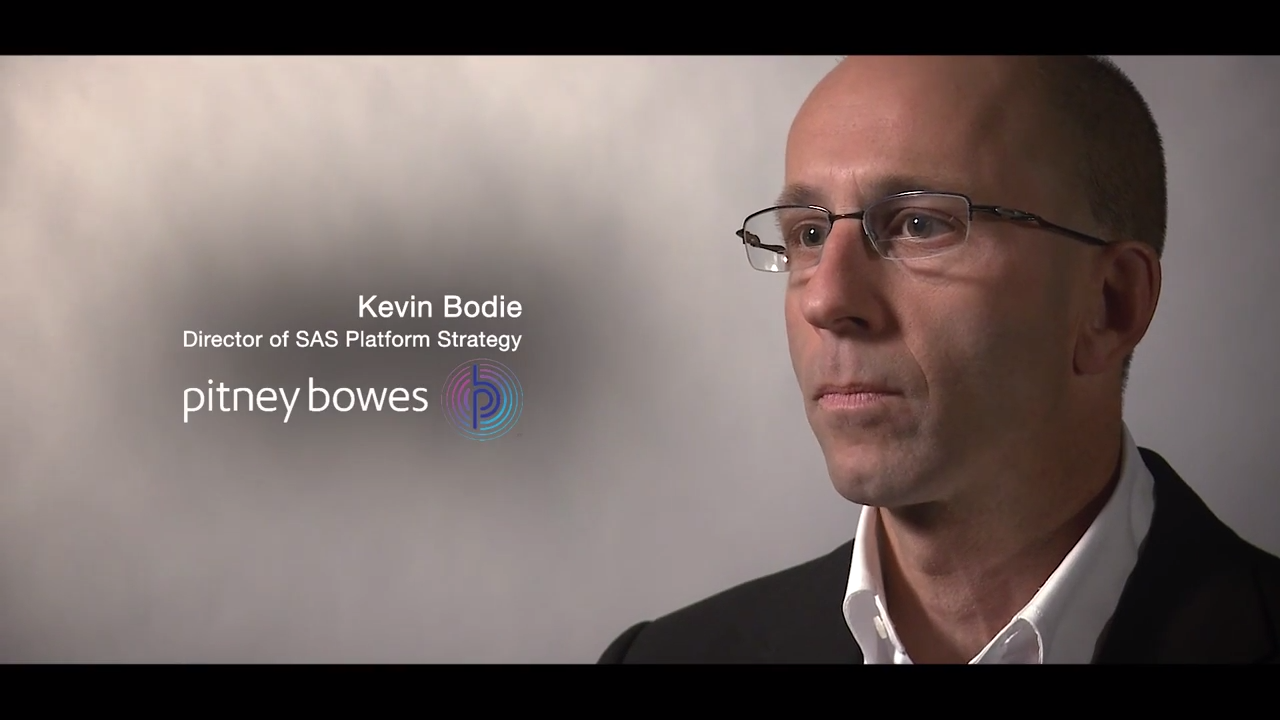 Kevin Bodie
Director of SAS Platform Strategy
pitney bowes